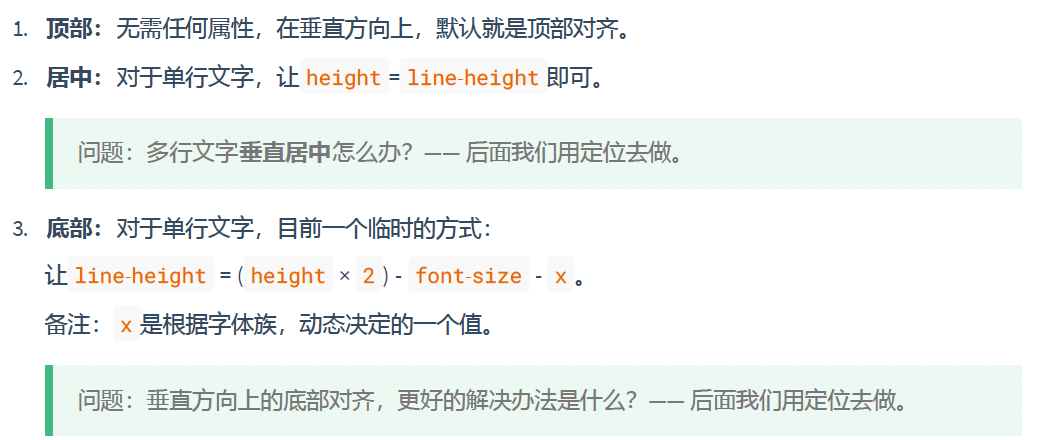 1. 顶部：无需任何属性，在垂直方向上，默认就是顶部对齐。
2. 居中：对于单行文字，让 height = line-height 即可。
问题：多行文字垂直居中怎么办？—— 后面我们用定位去做。
3. 底部：对于单行文字，目前一个临时的方式：
让 line-height = ( height × 2 ) - font-size - x 。
备注： x 是根据字体族，动态决定的一个值。
问题：垂直方向上的底部对齐，更好的解决办法是什么？—— 后面我们用定位去做。